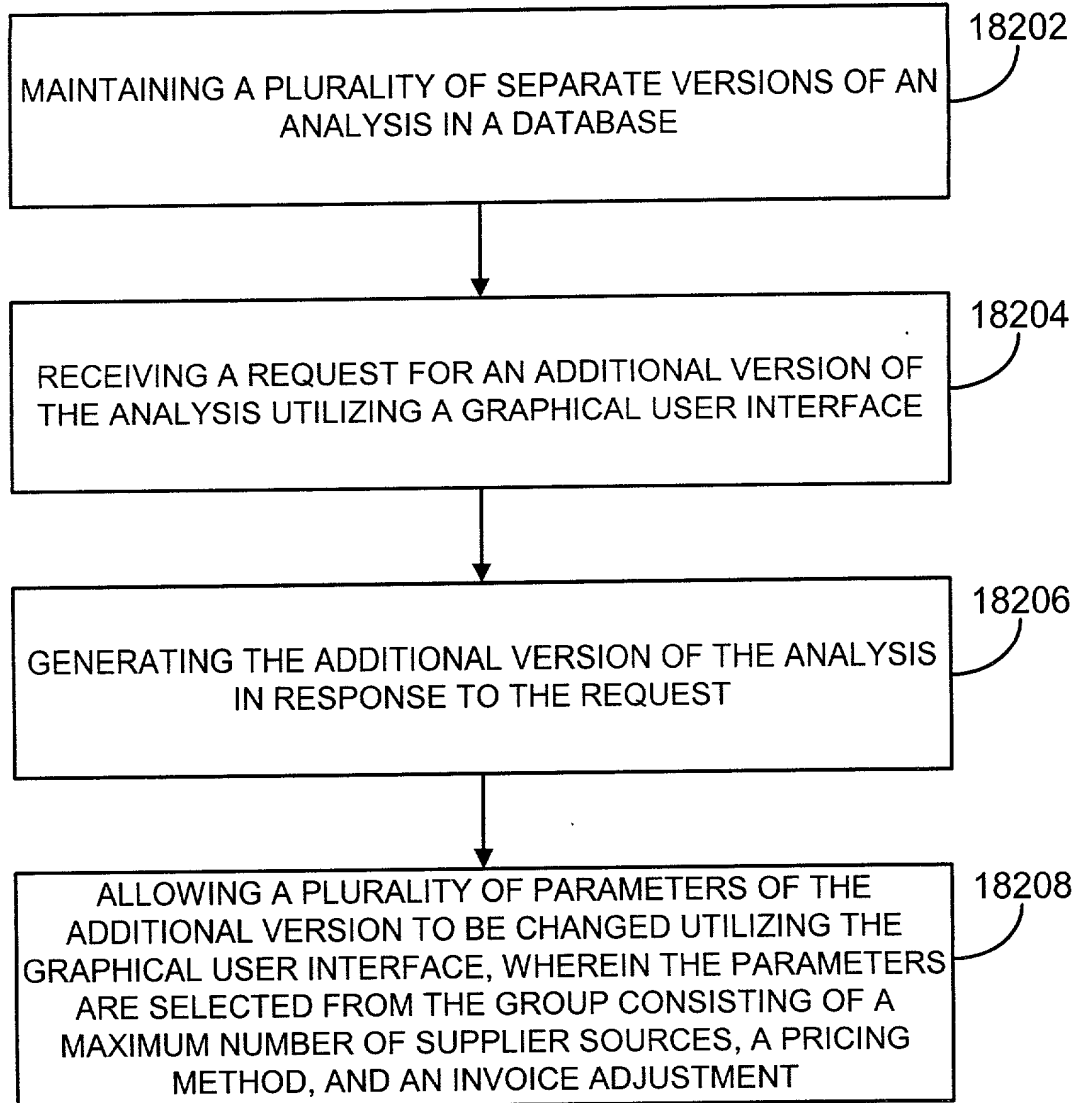 18202
MAINTAINING A PLURALITY OF SEPARATE VERSIONS OF AN
ANALYSIS IN A DATABASE
18204
RECEIVING A REQUEST FOR AN ADDITIONAL VERSION OF
THE ANALYSIS UTILIZING A GRAPHICAL USER INTERFACE
18206
GENERATING THE ADDITIONAL VERSION OF THE ANALYSIS
IN RESPONSE TO THE REQUEST
18208
ALLOWING A PLURALITY OF PARAMETERS OF THE
ADDITIONAL VERSION TO BE CHANGED UTILIZING THE
GRAPHICAL USER INTERFACE, WHEREIN THE PARAMETERS
ARE SELECTED FROM THE GROUP CONSISTING OF A
MAXIMUM NUMBER OF SUPPLIER SOURCES, A PRICING
METHOD, AND AN INVOICE ADJUSTMENT